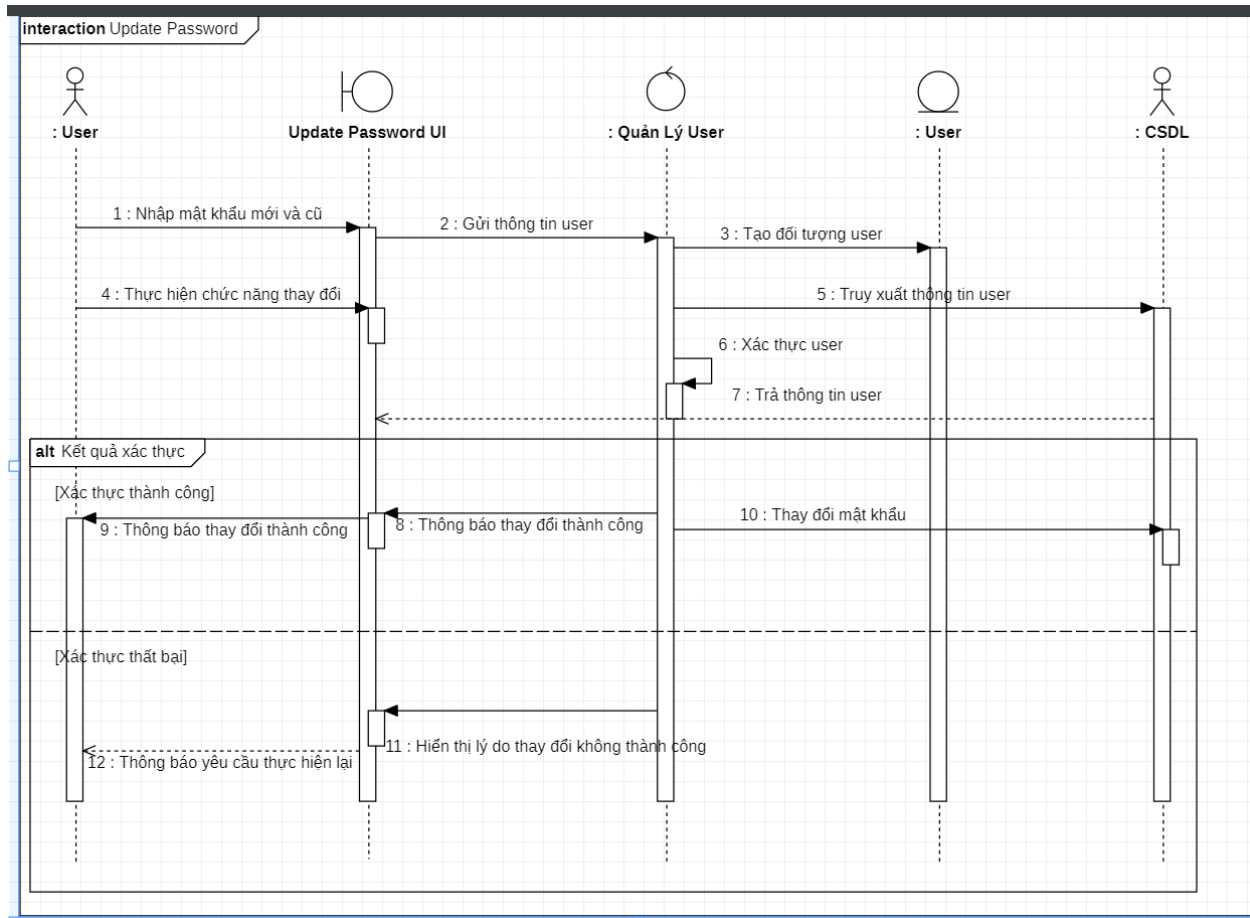 interaction Update Password
: User
Update Password UI
: Quản Lý User
: User
: CSDL
1 : Nhập mật khẩu mới và cũ
2 : Gửi thông tin user
3 : Tạo đối tượng user
4 : Thực hiện chức năng thay đổi
5 : Truy xuất thông tin user
6 : Xác thực user
7 : Trả thông tin user
alt Kết quả xác thực
[Xác thực thành công]
9 : Thông báo thay đổi thành công
8 : Thông báo thay đổi thành công
10 : Thay đổi mật khẩu
[Xác thực thất bại]
11 : Hiển thị lý do thay đổi không thành công
12 : Thông báo yêu cầu thực hiện lại